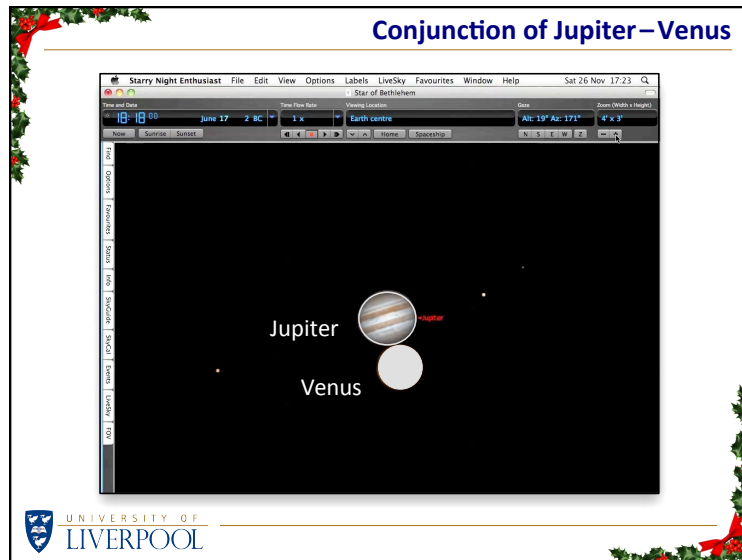 Conjunction of Jupiter – Venus
Starry Night Enthusiast File Edit View Options Labels LiveSky Favourites Window Help Sat 26 Nov 17:23
Star of Bethlehem
Time and Date Time Flow Rate Viewing Location Gaze Zoom (Width x Height)
18:18 00 June 17 2 BC 1 x Earth centre Alt: 19° Az: 171° 4' x 3'
Now Sunrise Sunset Home Spaceship N S E W Z
Find
Options
Favourites
Status
Info
SkyGuide
SkyCal
Events
LiveSky
FOV
Jupiter
Jupiter
Venus
UNIVERSITY OF
LIVERPOOL